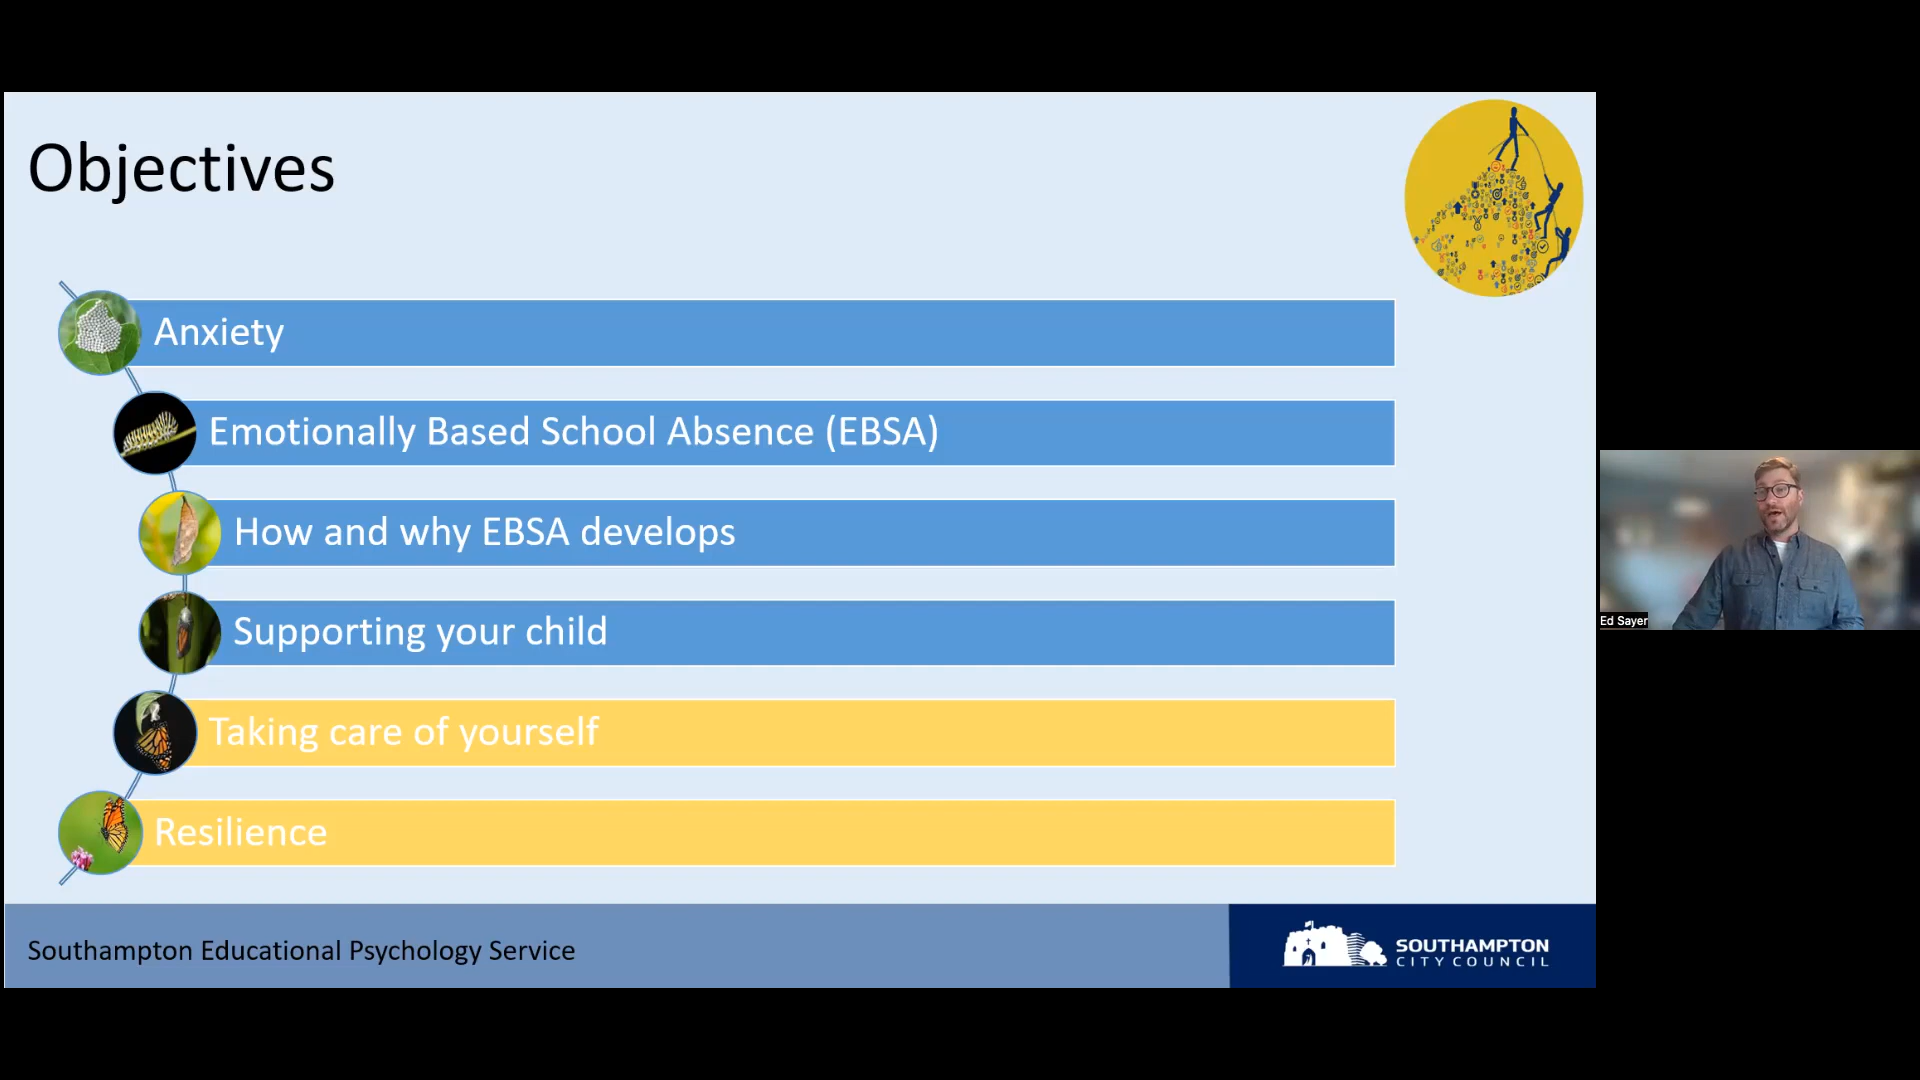 Objectives
Anxiety
Emotionally Based School Absence (EBSA)
How and why EBSA develops
Supporting your child
Taking care of yourself
Resilience
Southampton Educational Psychology Service
SOUTHAMPTON
CITY COUNCIL
Ed Sayer